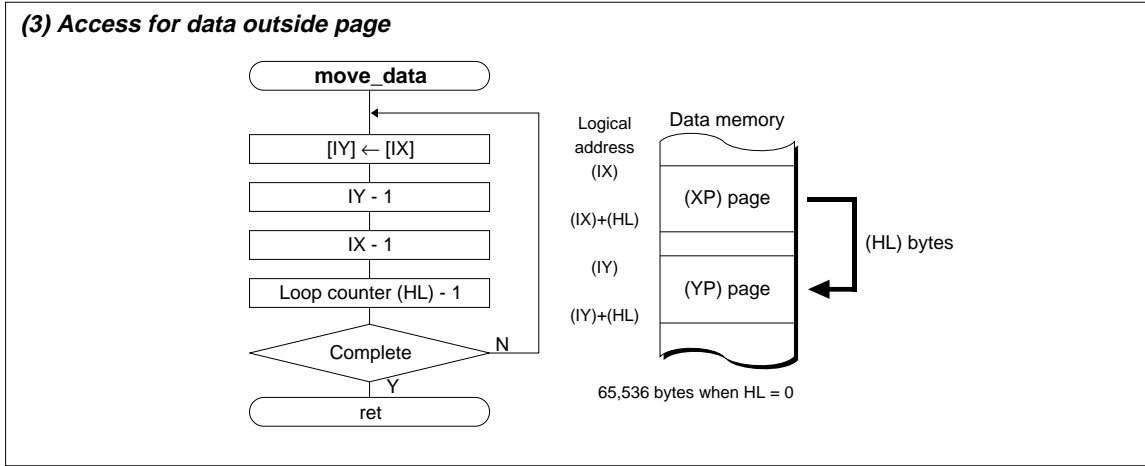 (3) Access for data outside page
move_data
[IY] ← [IX]
IY - 1
IX - 1
Loop counter (HL) - 1
Complete
N
Y
ret
Logical
address
(IX)
(IX)+(HL)
(IY)
(IY)+(HL)
Data memory
(XP) page
(YP) page
(HL) bytes
65,536 bytes when HL = 0